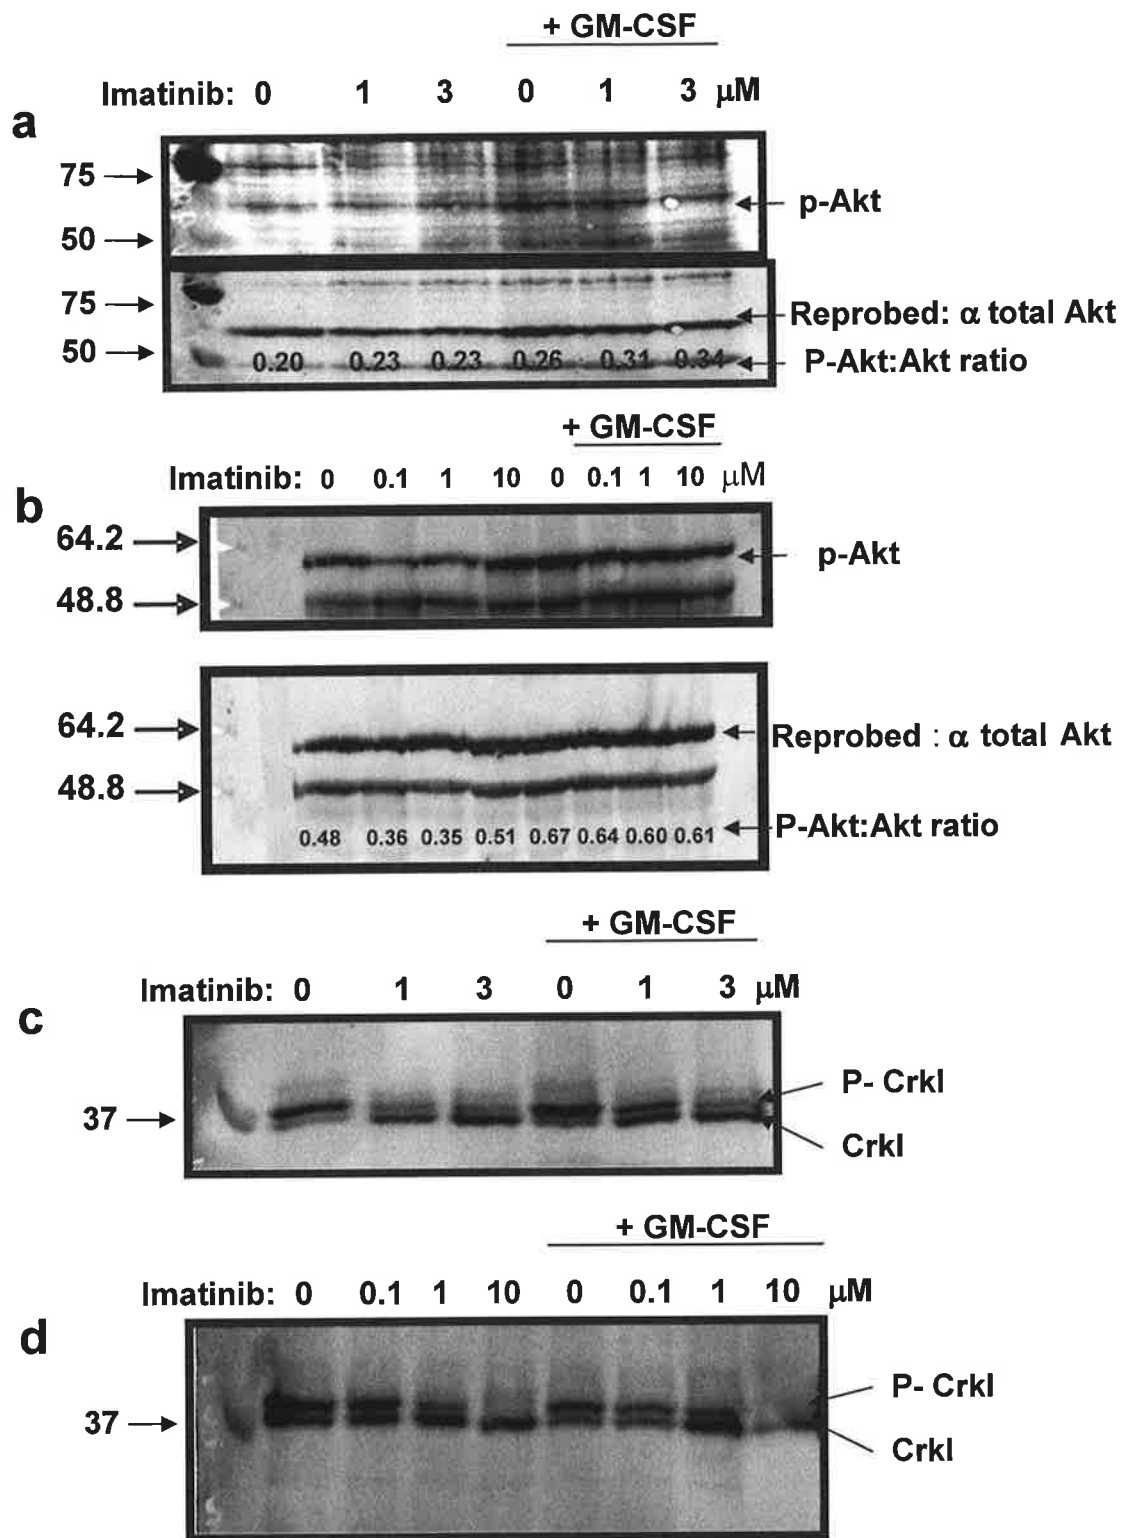 + GM-CSF
Imatinib: 0 1 3 0 1 3 μM
a
75
p-Akt
50
75
Reprobed: α total Akt
50
0.20 0.23 0.23 0.26 0.31 0.34
P-Akt:Akt ratio
+ GM-CSF
Imatinib: 0 0.1 1 10 0 0.1 1 10 μM
b
64.2
p-Akt
48.8
64.2
Reprobed : α total Akt
48.8
0.48 0.36 0.35 0.51 0.67 0.64 0.60 0.61
P-Akt:Akt ratio
+ GM-CSF
Imatinib: 0 1 3 0 1 3 μM
c
P- Crkl
37
Crkl
+ GM-CSF
Imatinib: 0 0.1 1 10 0 0.1 1 10 μM
d
P- Crkl
37
Crkl